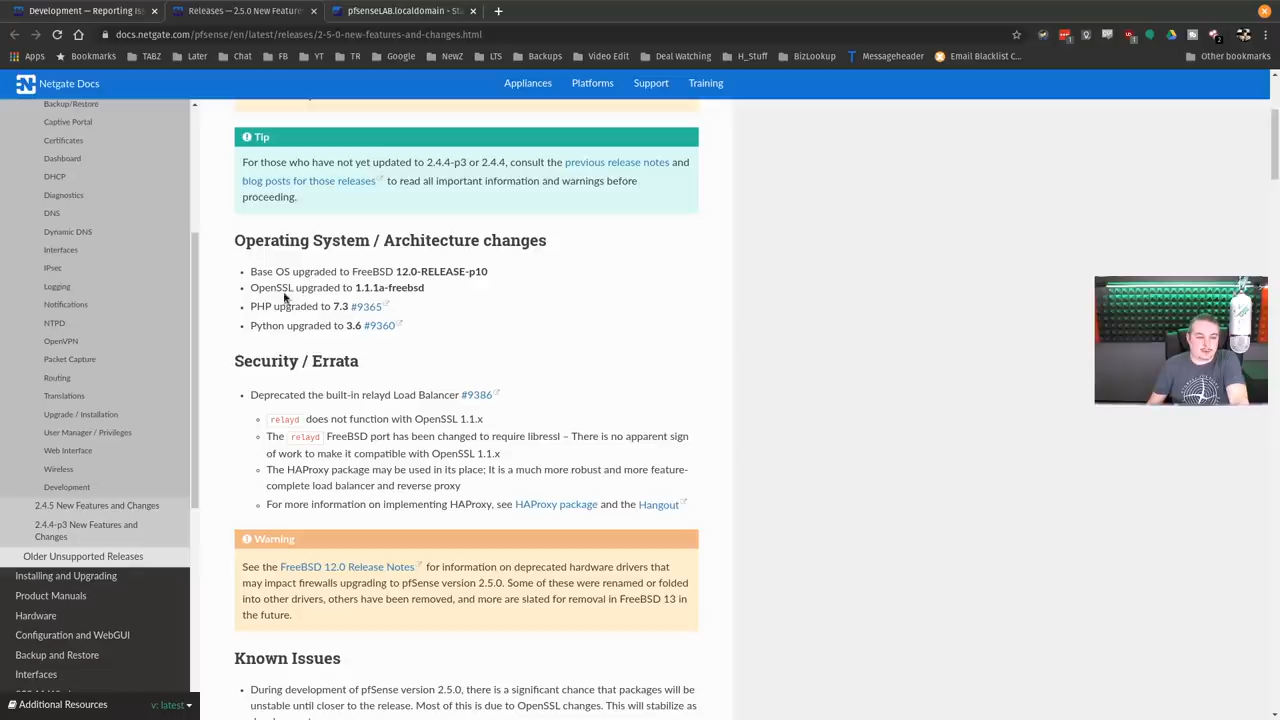 Development — Reporting Iss
Releases — 2.5.0 New Feature
pfsenseLAB.localdomain - Sta
docs.netgate.com/pfsense/en/latest/releases/2-5-0-new-features-and-changes.html
Apps Bookmarks TABZ Later Chat FB YT TR Google NewZ LTS Backups Video Edit Deal Watching H_Stuff BizLookup Messageheader Email Blacklist C... Other bookmarks
Netgate Docs
Appliances Platforms Support Training
Backup/Restore
Captive Portal
Certificates
Dashboard
DHCP
Diagnostics
DNS
Dynamic DNS
Interfaces
IPsec
Logging
Notifications
NTPD
OpenVPN
Packet Capture
Routing
Translations
Upgrade / Installation
User Manager / Privileges
Web Interface
Wireless
Development
2.4.5 New Features and Changes
2.4.4-p3 New Features and
Changes
Older Unsupported Releases
Installing and Upgrading
Product Manuals
Hardware
Configuration and WebGUI
Backup and Restore
Interfaces
Additional Resources v: latest
Tip
For those who have not yet updated to 2.4.4-p3 or 2.4.4, consult the previous release notes and
blog posts for those releases to read all important information and warnings before
proceeding.
Operating System / Architecture changes
• Base OS upgraded to FreeBSD 12.0-RELEASE-p10
• OpenSSL upgraded to 1.1.1a-freebsd
• PHP upgraded to 7.3 #9365
• Python upgraded to 3.6 #9360
Security / Errata
• Deprecated the built-in relayd Load Balancer #9386
relayd does not function with OpenSSL 1.1.x
The relayd FreeBSD port has been changed to require libressl – There is no apparent sign
of work to make it compatible with OpenSSL 1.1.x
The HAProxy package may be used in its place; It is a much more robust and more feature-
complete load balancer and reverse proxy
For more information on implementing HAProxy, see HAProxy package and the Hangout
Warning
See the FreeBSD 12.0 Release Notes for information on deprecated hardware drivers that
may impact firewalls upgrading to pfSense version 2.5.0. Some of these were renamed or folded
into other drivers, others have been removed, and more are slated for removal in FreeBSD 13 in
the future.
Known Issues
• During development of pfSense version 2.5.0, there is a significant chance that packages will be
unstable until closer to the release. Most of this is due to OpenSSL changes. This will stabilize as